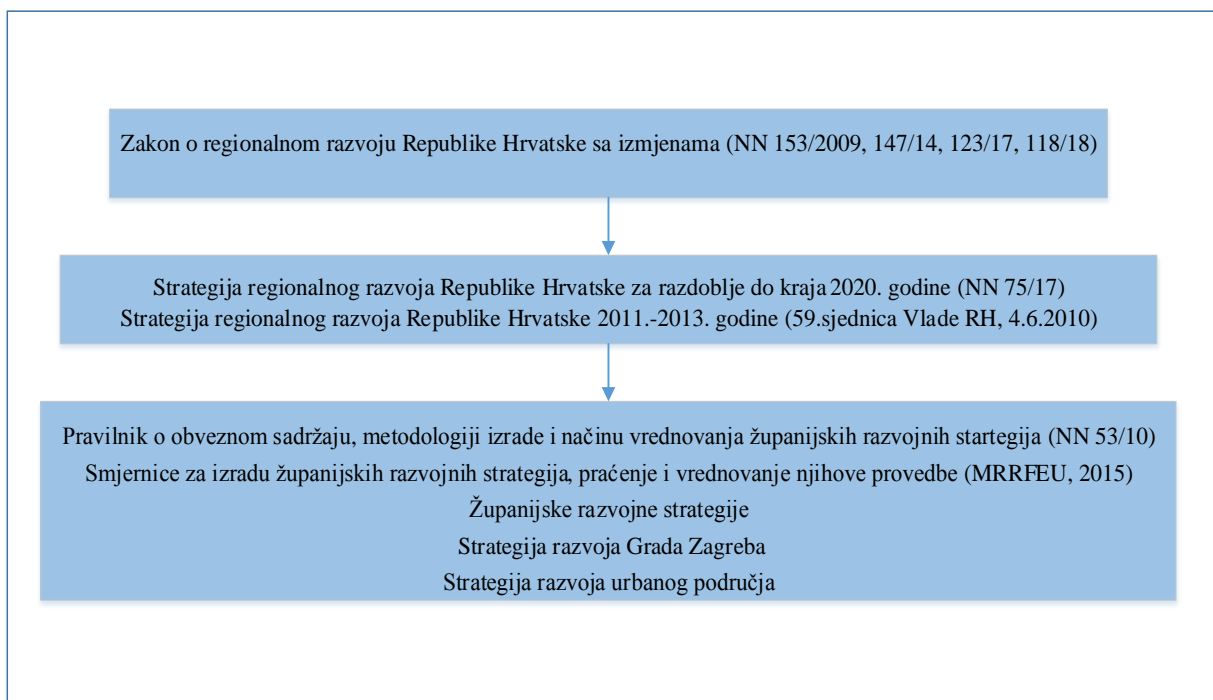 Zakon o regionalnom razvoju Republike Hrvatske sa izmjenama (NN 153/2009, 147/14, 123/17, 118/18)
Strategija regionalnog razvoja Republike Hrvatske za razdoblje do kraja 2020. godine (NN 75/17)
Strategija regionalnog razvoja Republike Hrvatske 2011.-2013. godine (59.sjednica Vlade RH, 4.6.2010)
Pravilnik o obveznom sadržaju, metodologiji izrade i načinu vrednovanja županijskih razvojnih startegija (NN 53/10)
Smjernice za izradu županijskih razvojnih strategija, praćenje i vrednovanje njihove provedbe (MRRFEU, 2015)
Županijske razvojne strategije
Strategija razvoja Grada Zagreba
Strategija razvoja urbanog područja